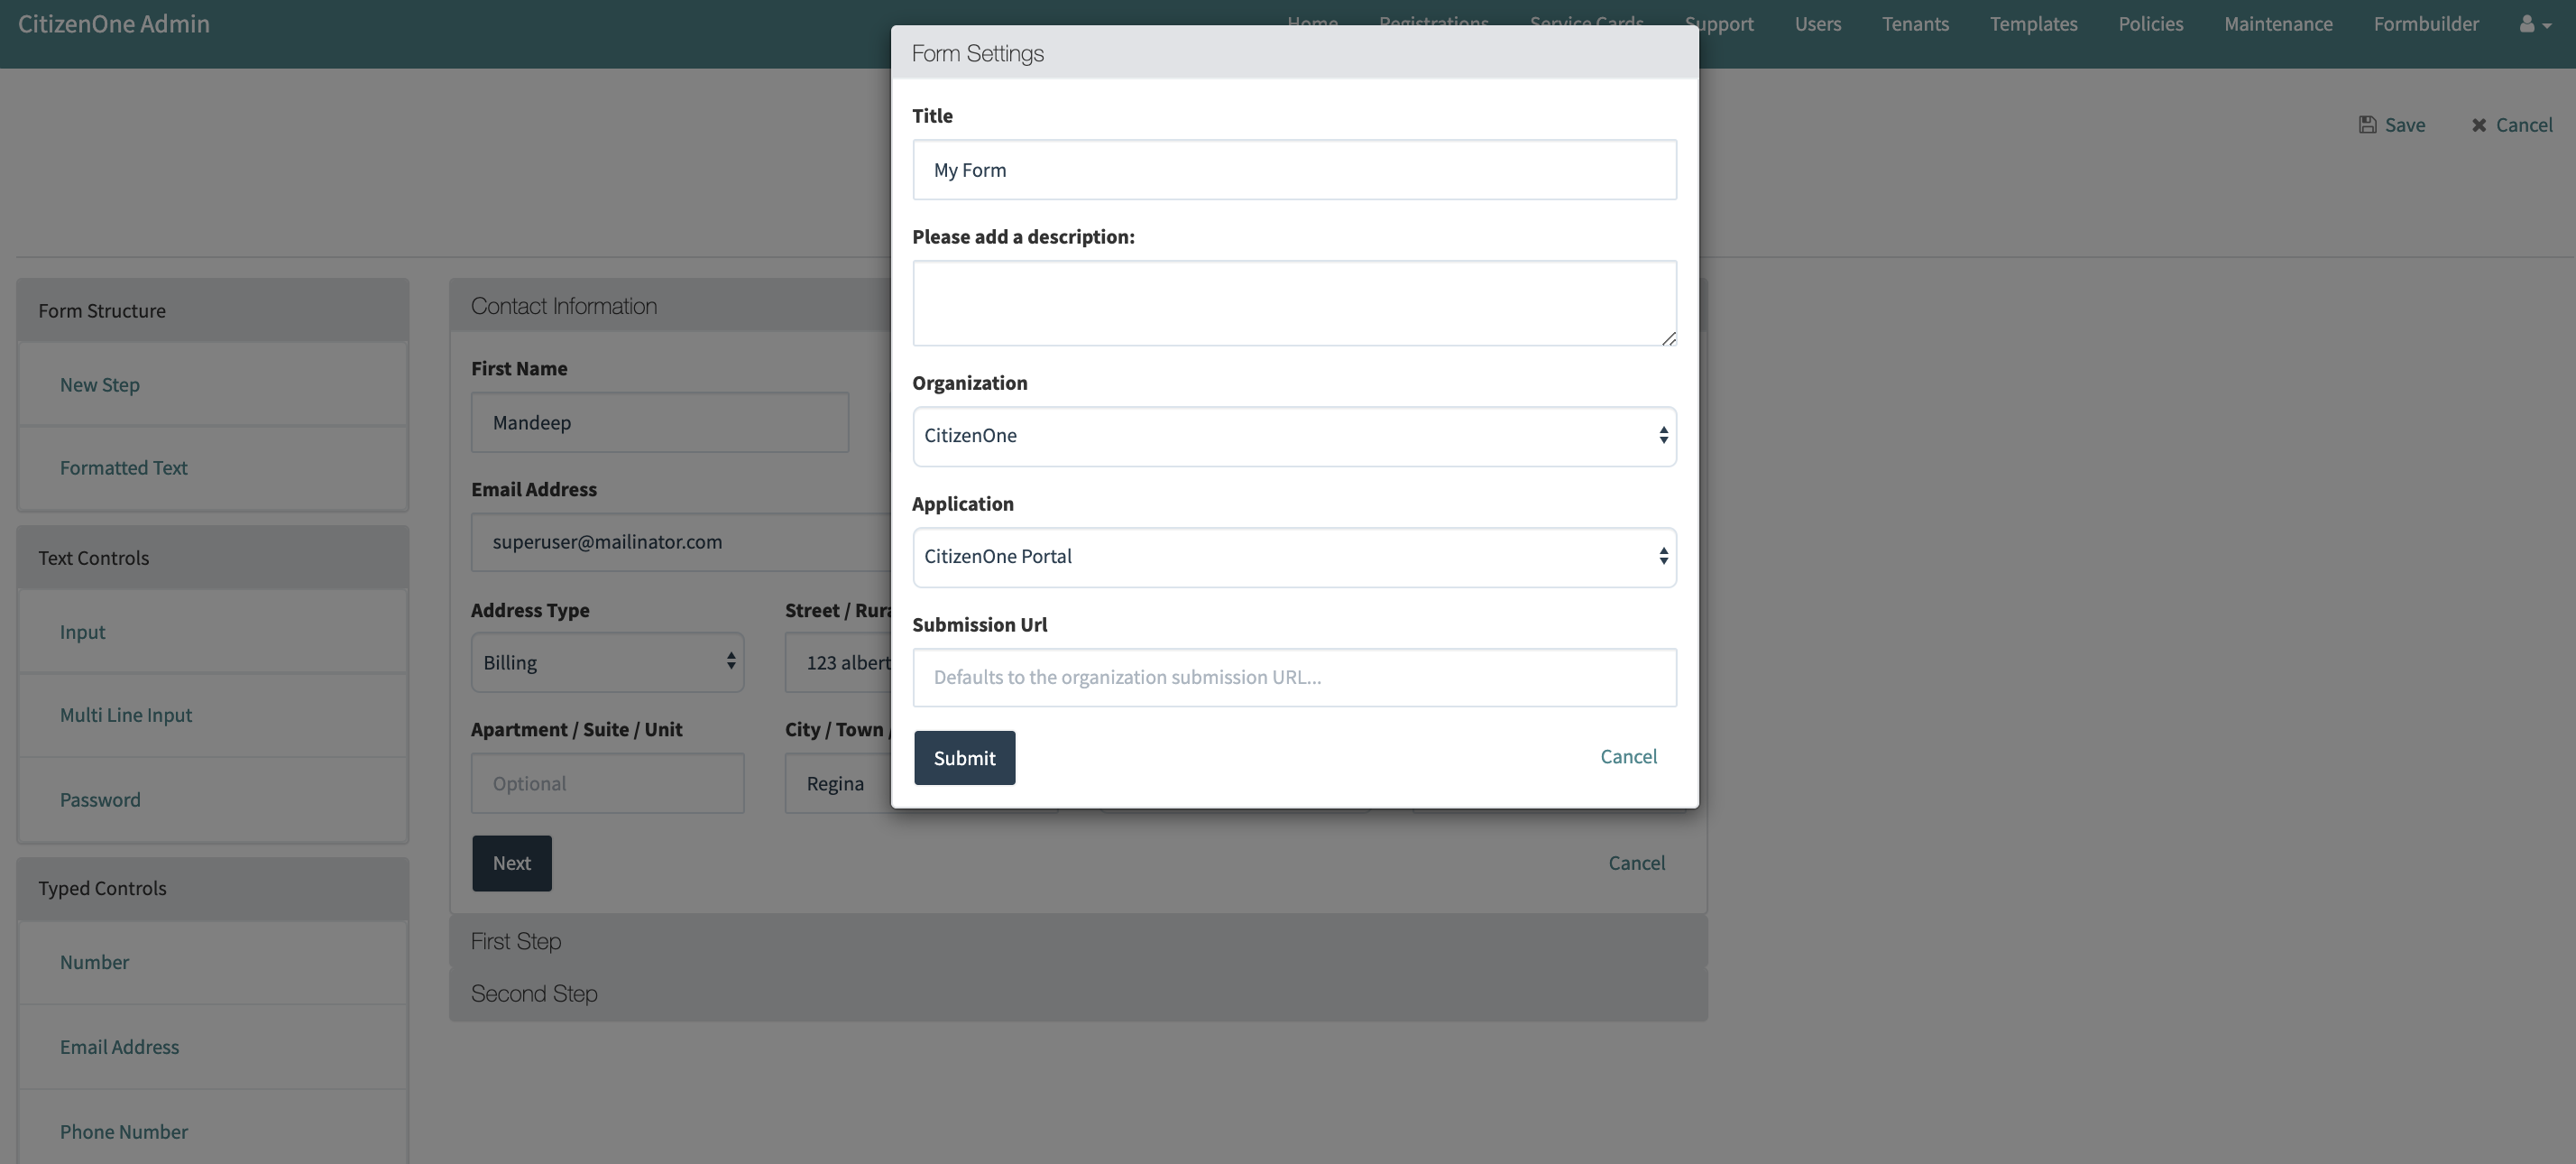 CitizenOne Admin
Home Registrations Service Cards Support Users Tenants Templates Policies Maintenance Formbuilder
Save Cancel
Form Settings
Title
My Form
Please add a description:
Organization
CitizenOne
Application
CitizenOne Portal
Submission Url
Defaults to the organization submission URL...
Submit
Cancel
Form Structure
New Step
Formatted Text
Text Controls
Input
Multi Line Input
Password
Typed Controls
Number
Email Address
Phone Number
Contact Information
First Name
Mandeep
Email Address
superuser@mailinator.com
Address Type
Street /
Billing
123 albert
Apartment / Suite / Unit
City / Town /
Optional
Regina
Next
Cancel
First Step
Second Step